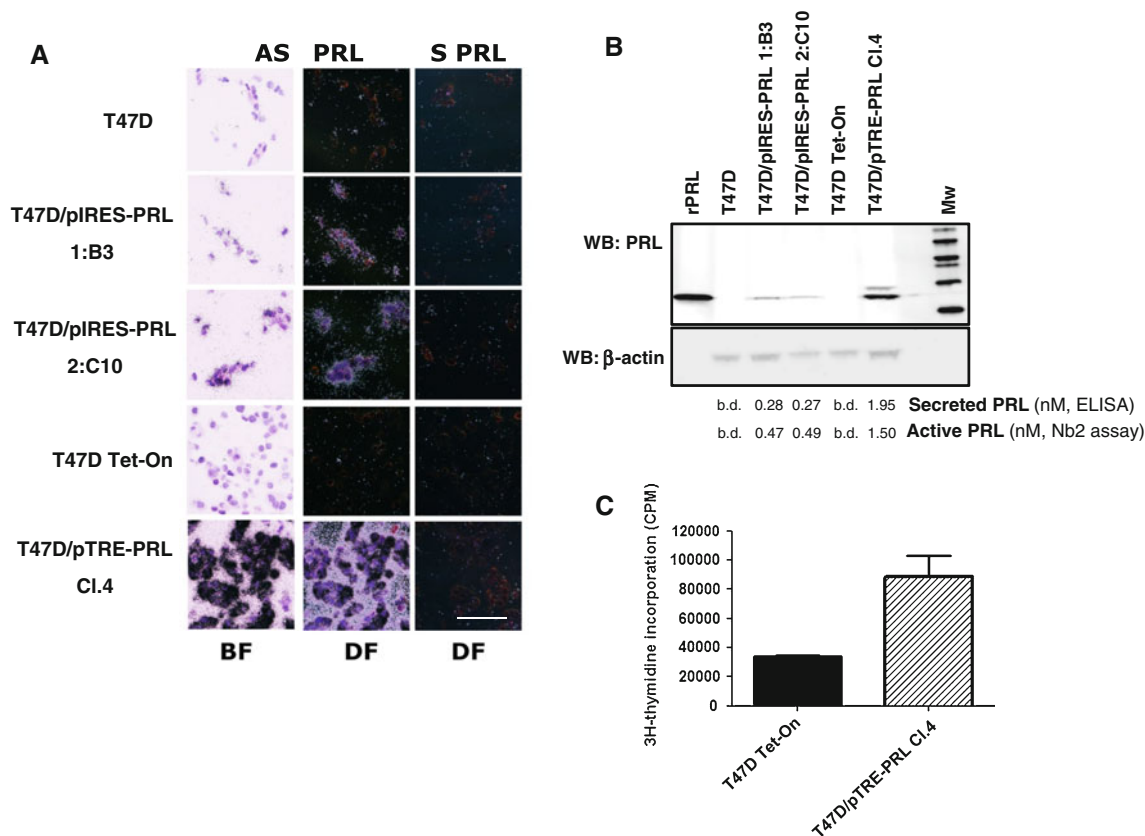 A
AS PRL S PRL
T47D
T47D/pIRES-PRL
1:B3
T47D/pIRES-PRL
2:C10
T47D Tet-On
T47D/pTRE-PRL
Cl.4
BF DF DF
B
rPRL
T47D
T47D/pIRES-PRL 1:B3
T47D/pIRES-PRL 2:C10
T47D Tet-On
T47D/pTRE-PRL Cl.4
Mw
WB: PRL
WB: β-actin
b.d. 0.28 0.27 b.d. 1.95 Secreted PRL (nM, ELISA)
b.d. 0.47 0.49 b.d. 1.50 Active PRL (nM, Nb2 assay)
C
3H-thymidine incorporation (CPM)
120000
100000
80000
60000
40000
20000
0
T47D Tet-On
T47D/pTRE-PRL Cl.4